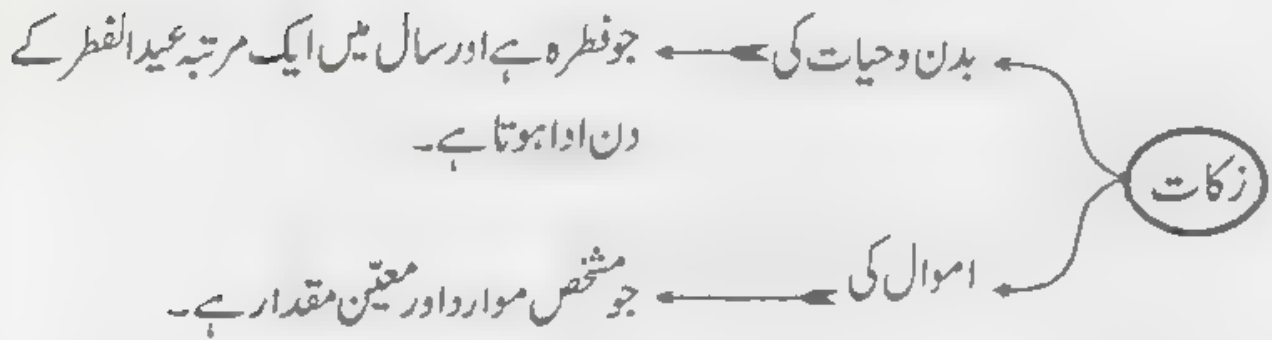 زکات
بدن وحیات کی
جو فطرہ ہے اور سال میں ایک مرتبہ عید الفطر کے
دن ادا ہوتا ہے۔
اموال کی
جو مشخص موارد اور معیّن مقدار ہے۔